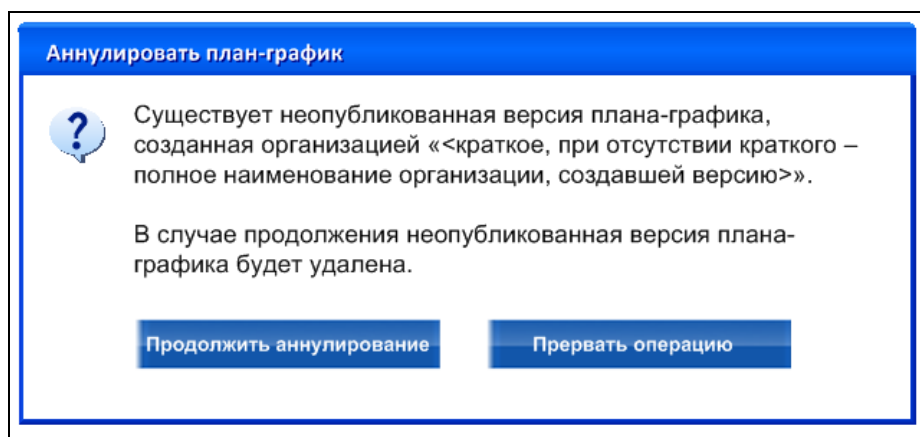 Аннулировать план-график
Существует неопубликованная версия плана-графика,
созданная организацией «<краткое, при отсутствии краткого –
полное наименование организации, создавшей версию>».
В случае продолжения неопубликованная версия плана-
графика будет удалена.
Продолжить аннулирование
Прервать операцию